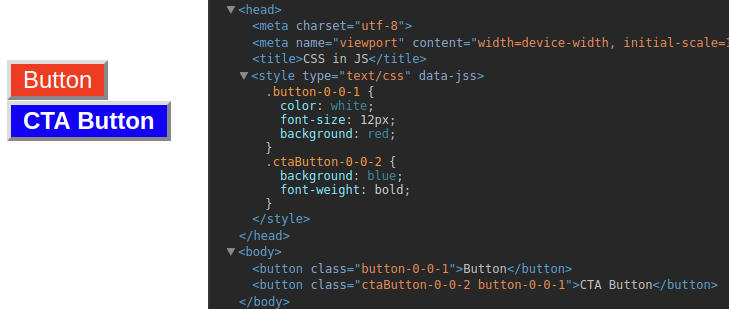 Button
CTA Button
<head>
<meta charset="utf-8">
<meta name="viewport" content="width=device-width, initial-scale=1
<title>CSS in JS</title>
<style type="text/css" data-jss>
.button-0-0-1 {
color: white;
font-size: 12px;
background: red;
}
.ctaButton-0-0-2 {
background: blue;
font-weight: bold;
}
</style>
</head>
<body>
<button class="button-0-0-1">Button</button>
<button class="ctaButton-0-0-2 button-0-0-1">CTA Button</button>
</body>